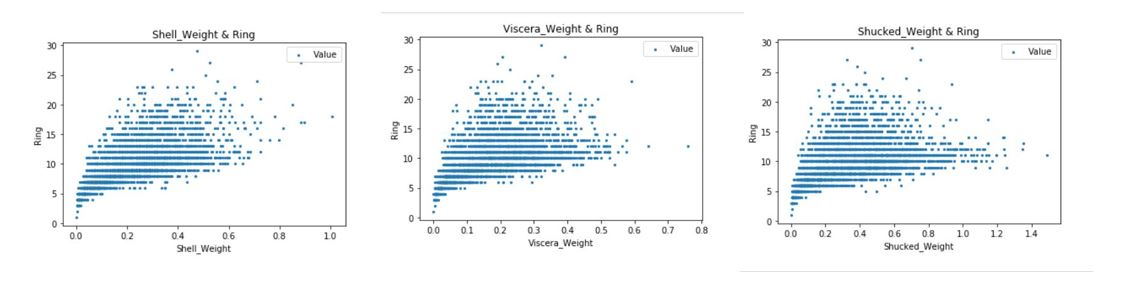 Shell_Weight & Ring
Value
30
25
20
15
10
5
0
Ring
0.0 0.2 0.4 0.6 0.8 1.0
Shell_Weight
Viscera_Weight & Ring
Value
30
25
20
15
10
5
0
Ring
0.0 0.1 0.2 0.3 0.4 0.5 0.6 0.7 0.8
Viscera_Weight
Shucked_Weight & Ring
Value
30
25
20
15
10
5
0
Ring
0.0 0.2 0.4 0.6 0.8 1.0 1.2 1.4
Shucked_Weight